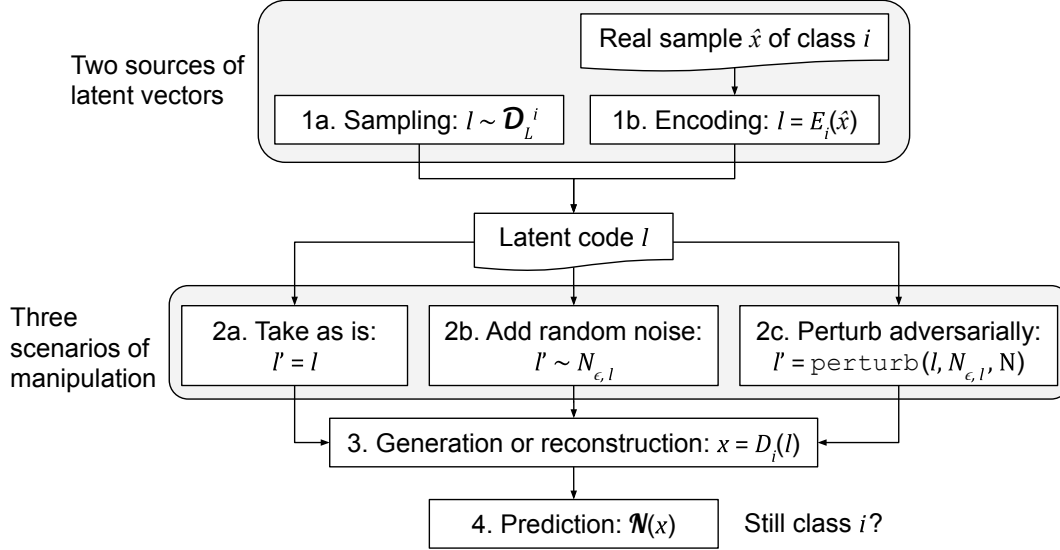 Real sample x̂ of class i
Two sources of
latent vectors
1a. Sampling: l ~ 𝓓_L^i
1b. Encoding: l = E_i(x̂)
Latent code l
Three
scenarios of
manipulation
2a. Take as is:
l' = l
2b. Add random noise:
l' ~ N_{ϵ, l}
2c. Perturb adversarially:
l' = perturb(l, N_{ϵ, l}, N)
3. Generation or reconstruction: x = D_i(l)
4. Prediction: 𝓝(x)
Still class i?